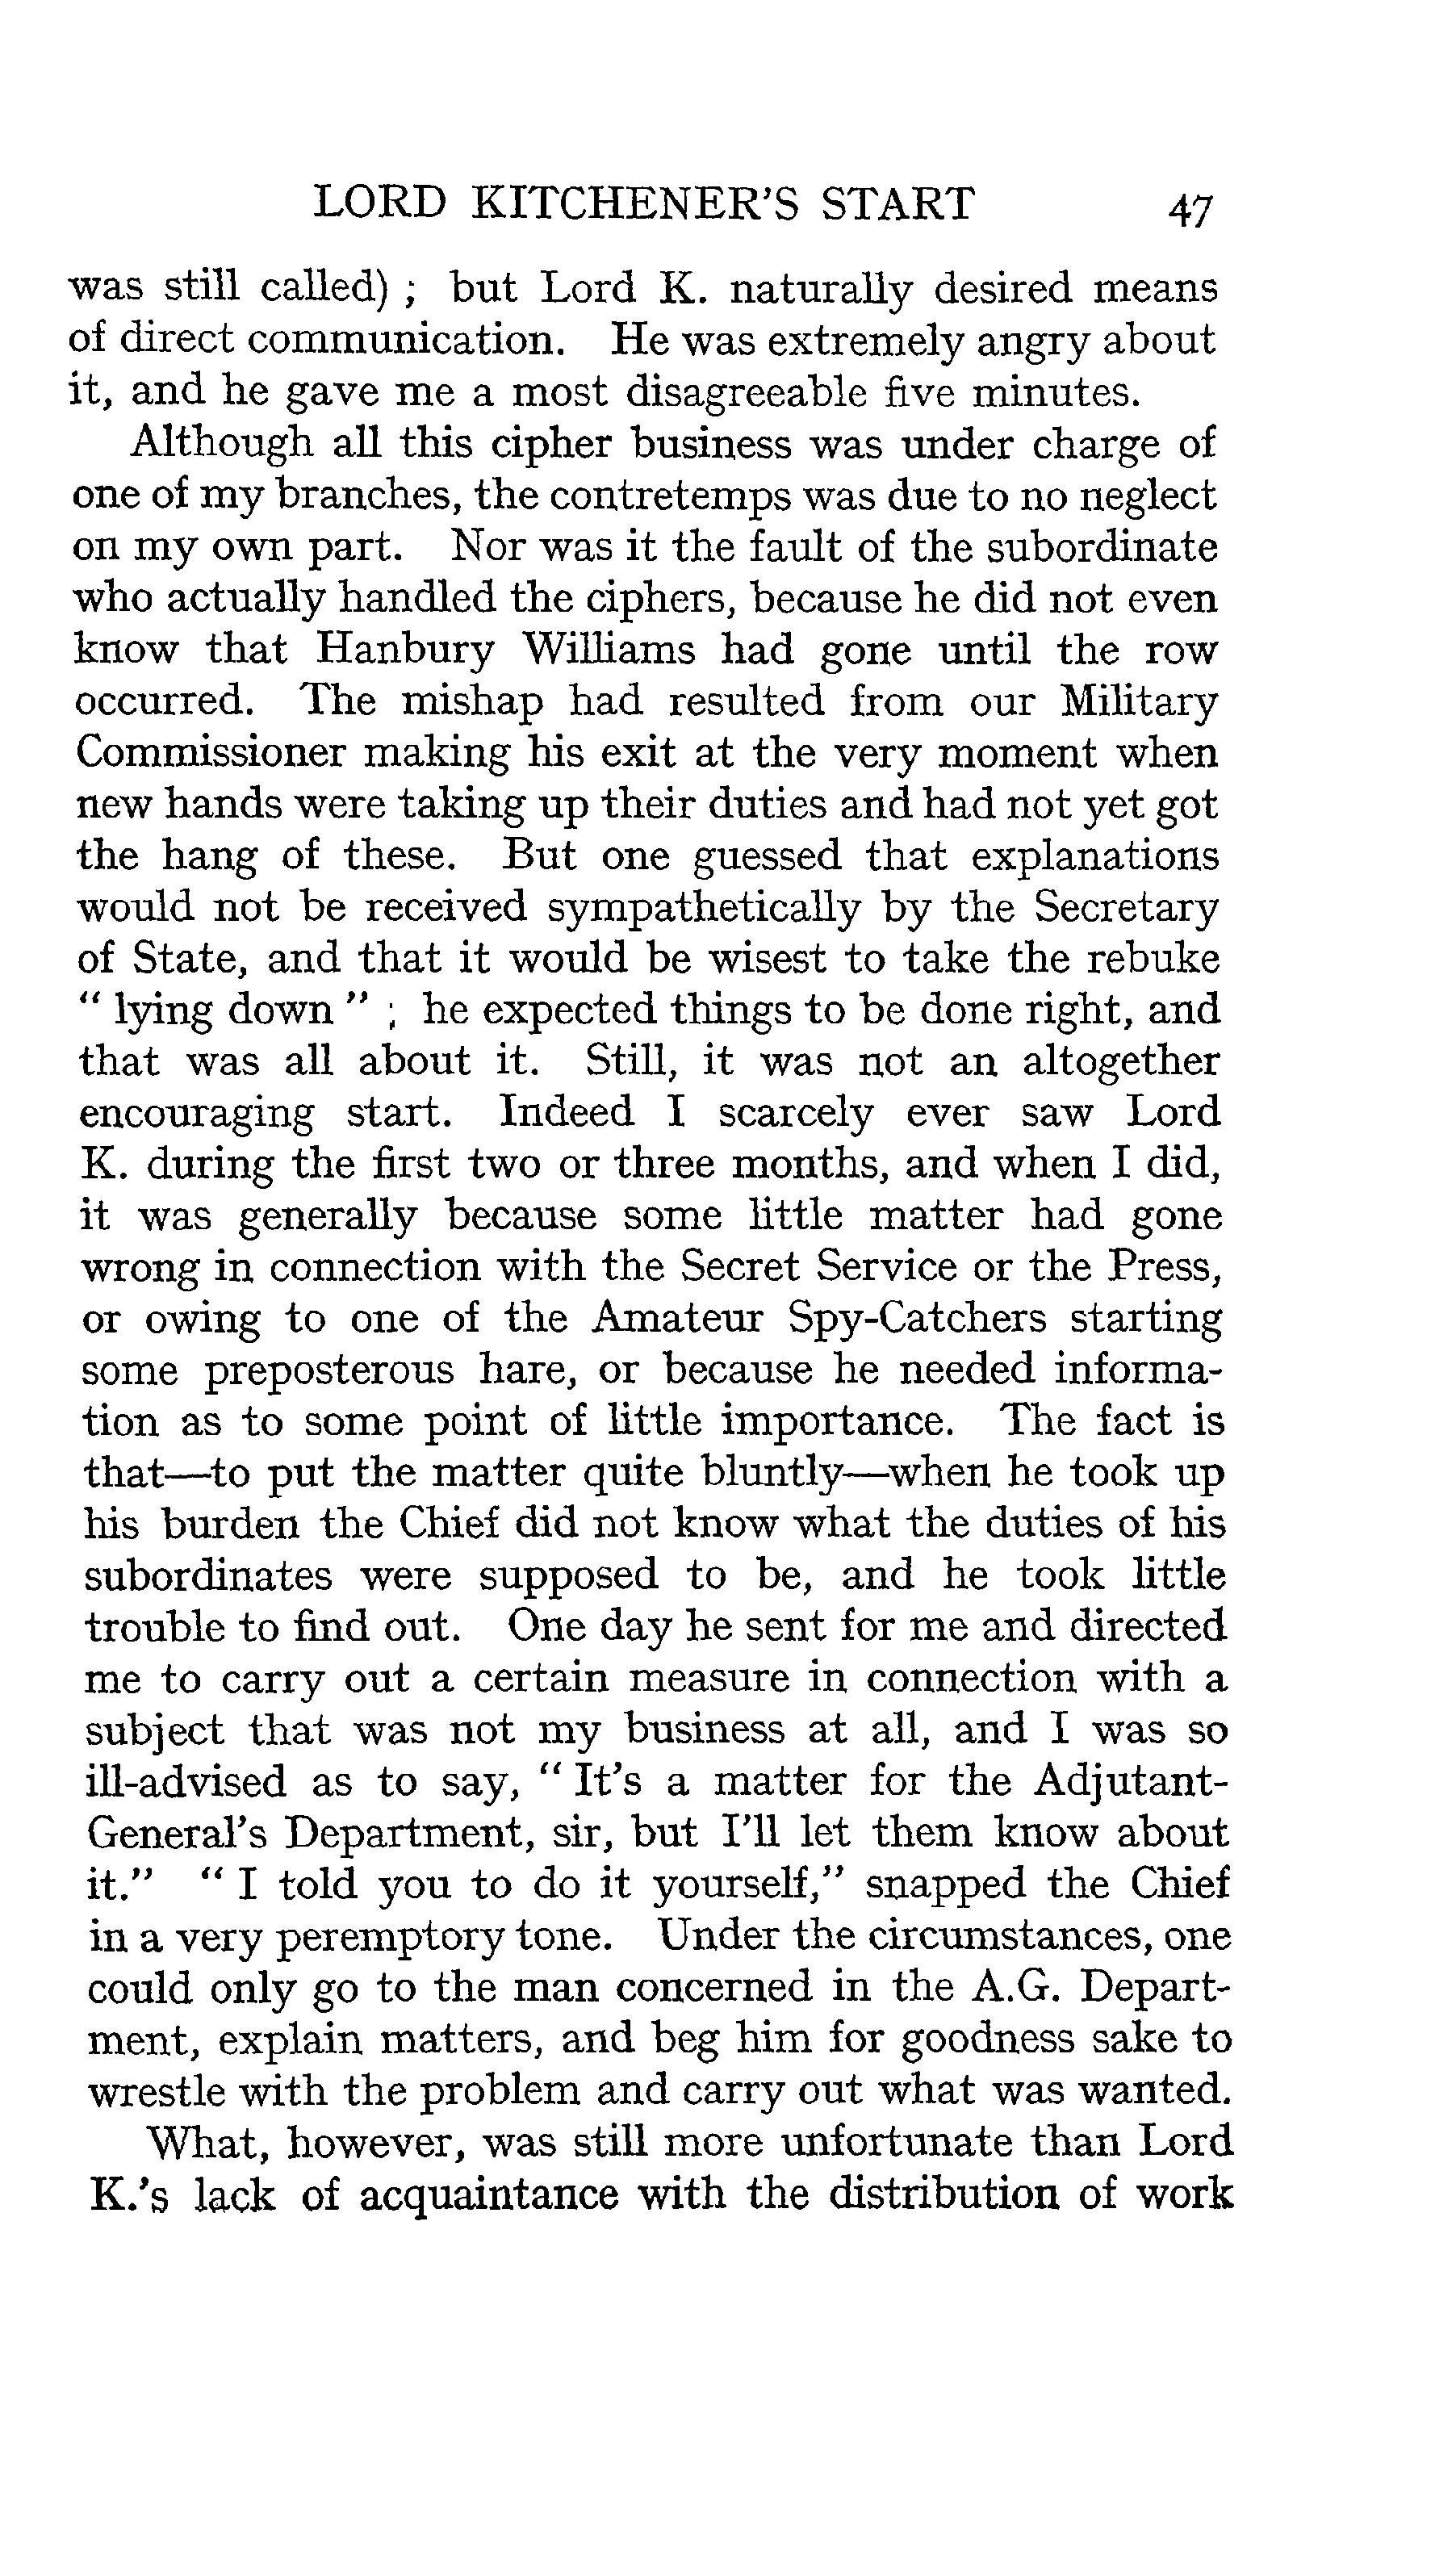 LORD KITCHENER'S START 47
was still called) ; but Lord K. naturally desired means
of direct communication. He was extremely angry about
it, and he gave me a most disagreeable five minutes.
Although all this cipher business was under charge of
one of my branches, the contretemps was due to no neglect
on my own part. Nor was it the fault of the subordinate
who actually handled the ciphers, because he did not even
know that Hanbury Williams had gone until the row
occurred. The mishap had resulted from our Military
Commissioner making his exit at the very moment when
new hands were taking up their duties and had not yet got
the hang of these. But one guessed that explanations
would not be received sympathetically by the Secretary
of State, and that it would be wisest to take the rebuke
" lying down " ; he expected things to be done right, and
that was all about it. Still, it was not an altogether
encouraging start. Indeed I scarcely ever saw Lord
K. during the first two or three months, and when I did,
it was generally because some little matter had gone
wrong in connection with the Secret Service or the Press,
or owing to one of the Amateur Spy-Catchers starting
some preposterous hare, or because he needed informa-
tion as to some point of little importance. The fact is
that—to put the matter quite bluntly—when he took up
his burden the Chief did not know what the duties of his
subordinates were supposed to be, and he took little
trouble to find out. One day he sent for me and directed
me to carry out a certain measure in connection with a
subject that was not my business at all, and I was so
ill-advised as to say, " It's a matter for the Adjutant-
General's Department, sir, but I'll let them know about
it." " I told you to do it yourself," snapped the Chief
in a very peremptory tone. Under the circumstances, one
could only go to the man concerned in the A.G. Depart-
ment, explain matters, and beg him for goodness sake to
wrestle with the problem and carry out what was wanted.
What, however, was still more unfortunate than Lord
K.'s lack of acquaintance with the distribution of work